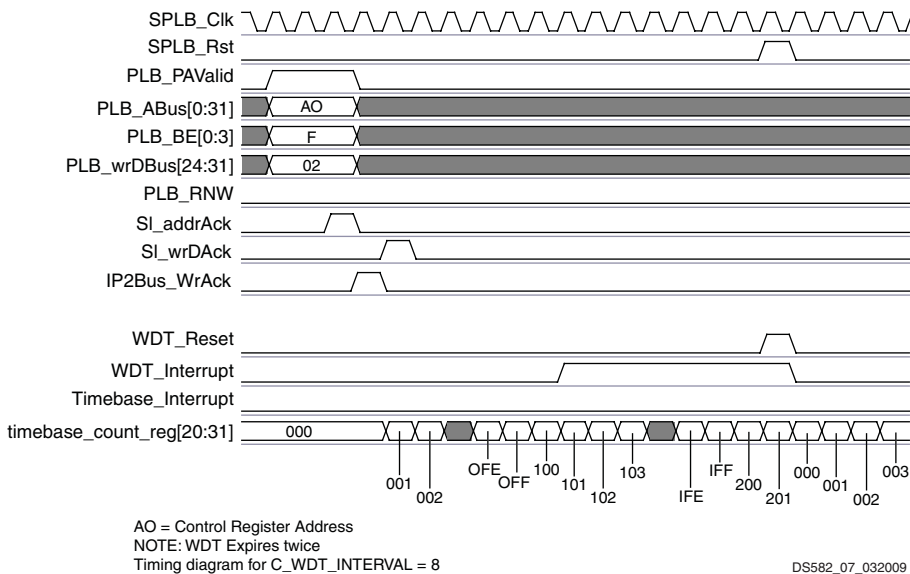 SPLB_Clk
SPLB_Rst
PLB_PAValid
PLB_ABus[0:31] AO
PLB_BE[0:3] F
PLB_wrDBus[24:31] 02
PLB_RNW
Sl_addrAck
Sl_wrDAck
IP2Bus_WrAck
WDT_Reset
WDT_Interrupt
Timebase_Interrupt
timebase_count_reg[20:31] 000
001 002 OFE OFF 100 101 102 103 IFE IFF 200 201 000 001 002 003
AO = Control Register Address
NOTE: WDT Expires twice
Timing diagram for C_WDT_INTERVAL = 8
DS582_07_032009